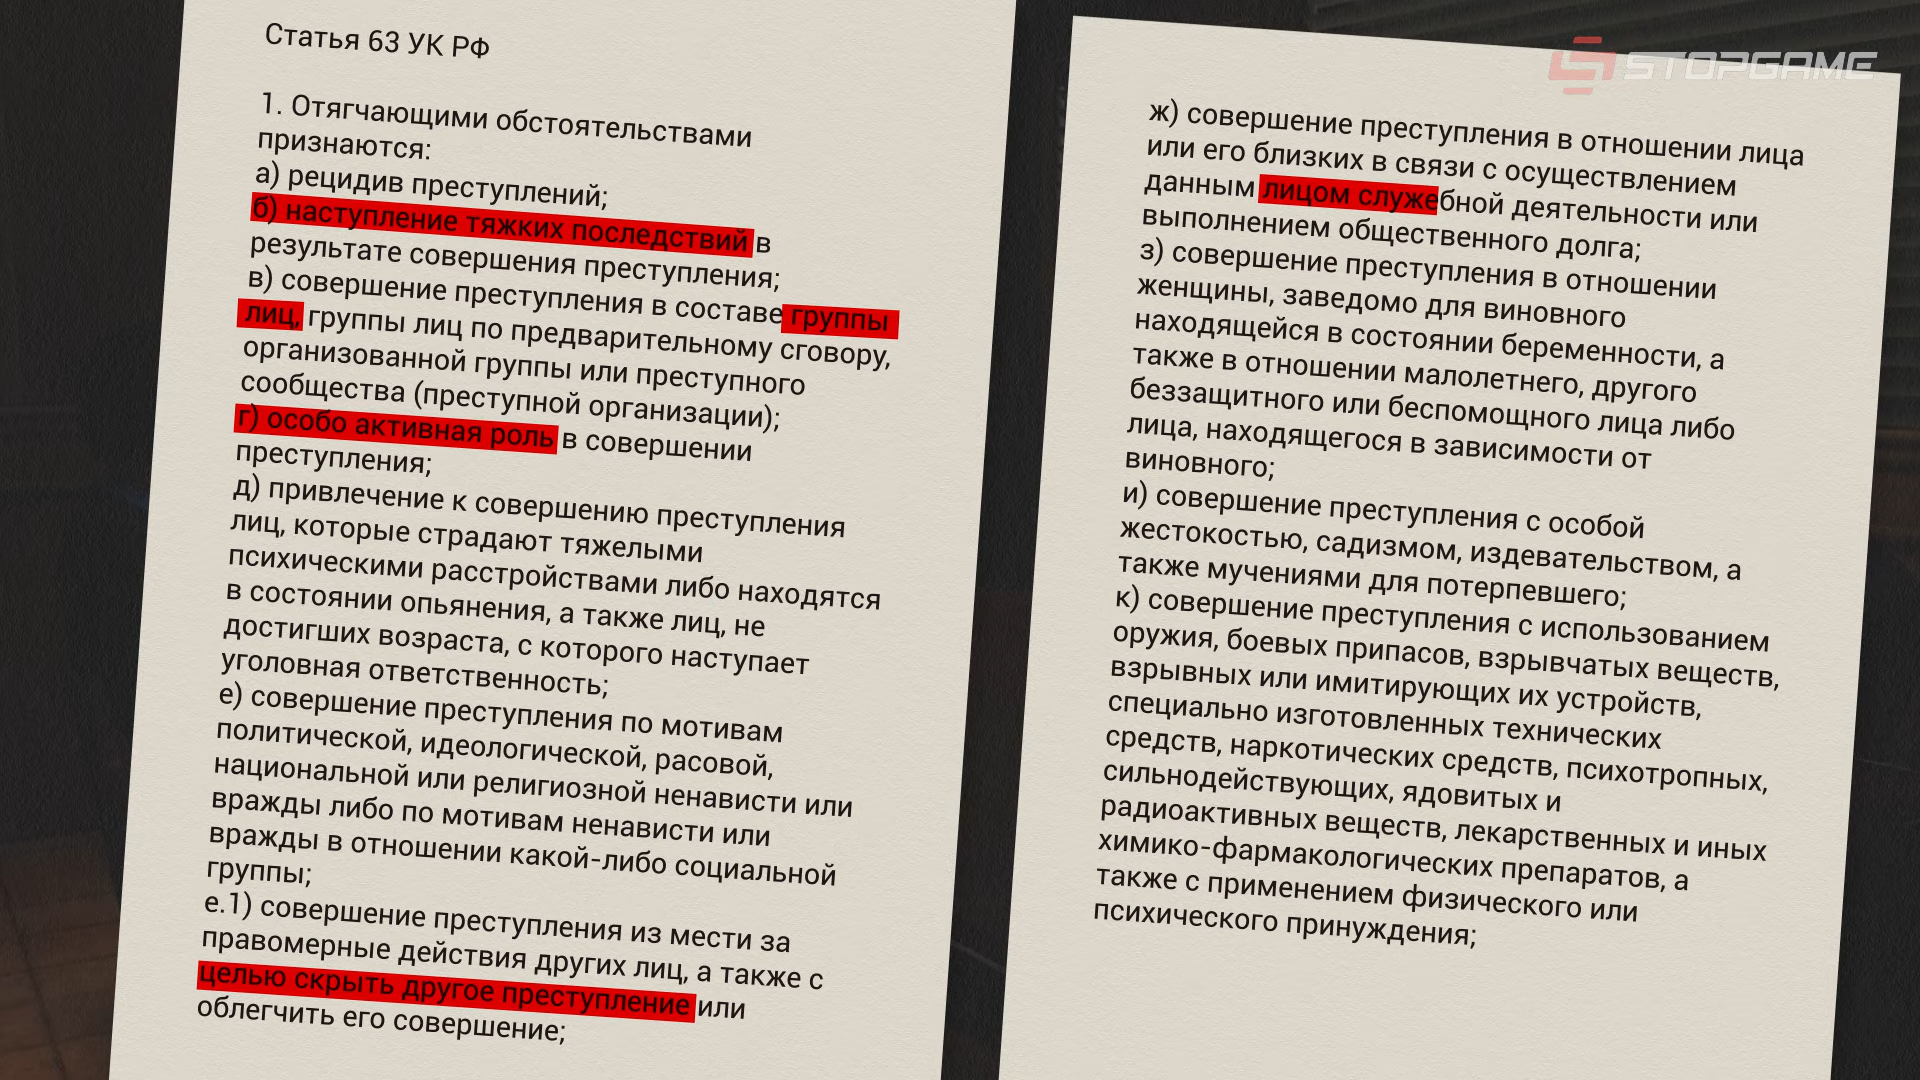 Статья 63 УК РФ
1. Отягчающими обстоятельствами
признаются:
а) рецидив преступлений;
б) наступление тяжких последствий в
результате совершения преступления;
в) совершение преступления в составе группы
лиц, группы лиц по предварительному сговору,
организованной группы или преступного
сообщества (преступной организации);
г) особо активная роль в совершении
преступления;
д) привлечение к совершению преступления
лиц, которые страдают тяжелыми
психическими расстройствами либо находятся
в состоянии опьянения, а также лиц, не
достигших возраста, с которого наступает
уголовная ответственность;
е) совершение преступления по мотивам
политической, идеологической, расовой,
национальной или религиозной ненависти или
вражды либо по мотивам ненависти или
вражды в отношении какой-либо социальной
группы;
е.1) совершение преступления из мести за
правомерные действия других лиц, а также с
целью скрыть другое преступление или
облегчить его совершение;
STOPGAME
ж) совершение преступления в отношении лица
или его близких в связи с осуществлением
данным лицом служебной деятельности или
выполнением общественного долга;
з) совершение преступления в отношении
женщины, заведомо для виновного
находящейся в состоянии беременности, а
также в отношении малолетнего, другого
беззащитного или беспомощного лица либо
лица, находящегося в зависимости от
виновного;
и) совершение преступления с особой
жестокостью, садизмом, издевательством, а
также мучениями для потерпевшего;
к) совершение преступления с использованием
оружия, боевых припасов, взрывчатых веществ,
взрывных или имитирующих их устройств,
специально изготовленных технических
средств, наркотических средств, психотропных,
сильнодействующих, ядовитых и
радиоактивных веществ, лекарственных и иных
химико-фармакологических препаратов, а
также с применением физического или
психического принуждения;